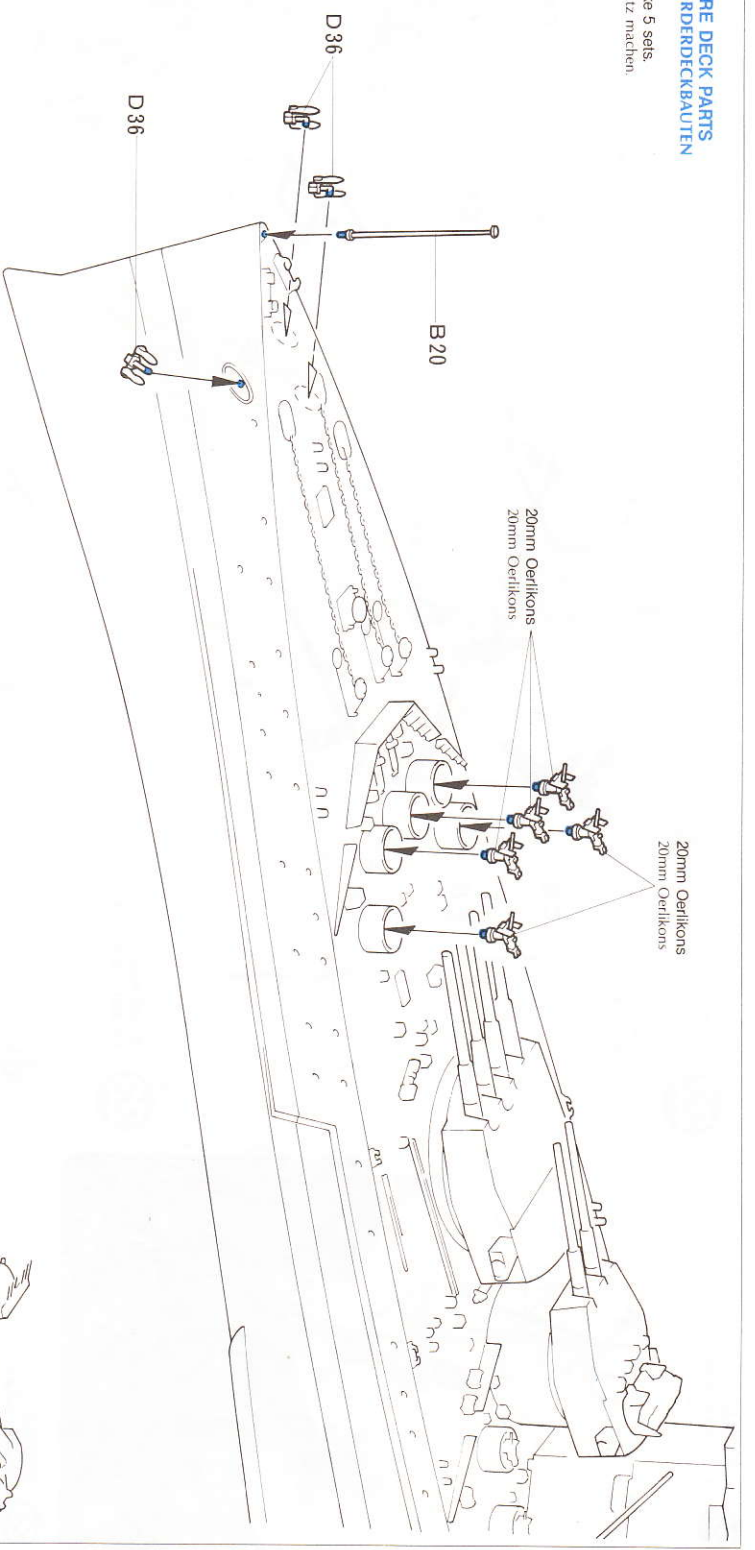 RE DECK PARTS
RDERDECKBAUTEN
e 5 sets.
tz machen.
D36
D36
B20
20mm Oerlikons
20mm Oerlikons
20mm Oerlikons
20mm Oerlikons